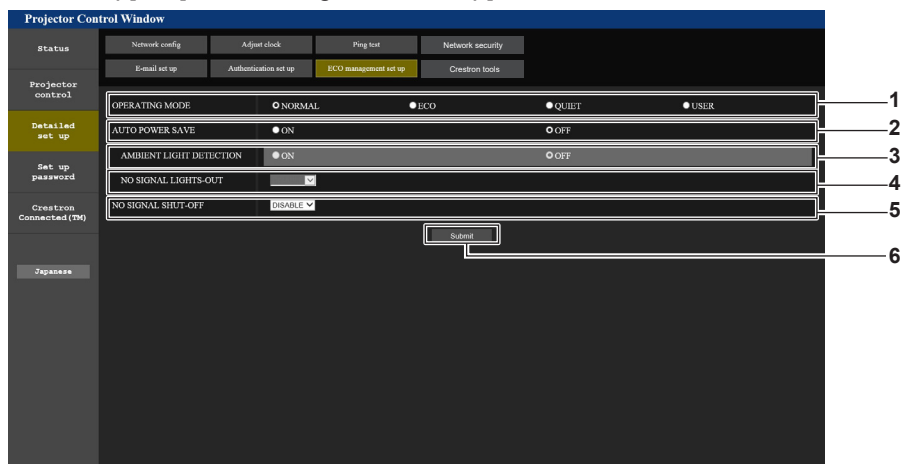 Projector Control Window
Status
Network config Adjust clock Ping test Network security
E-mail set up Authentication set up ECO management set up Crestron tools
Projector
control
Detailed
set up
Set up
password
Crestron
Connected(TM)
Japanese
OPERATING MODE NORMAL ECO QUIET USER 1
AUTO POWER SAVE ON OFF 2
AMBIENT LIGHT DETECTION ON OFF 3
NO SIGNAL LIGHTS-OUT 4
NO SIGNAL SHUT-OFF DISABLE 5
Submit 6